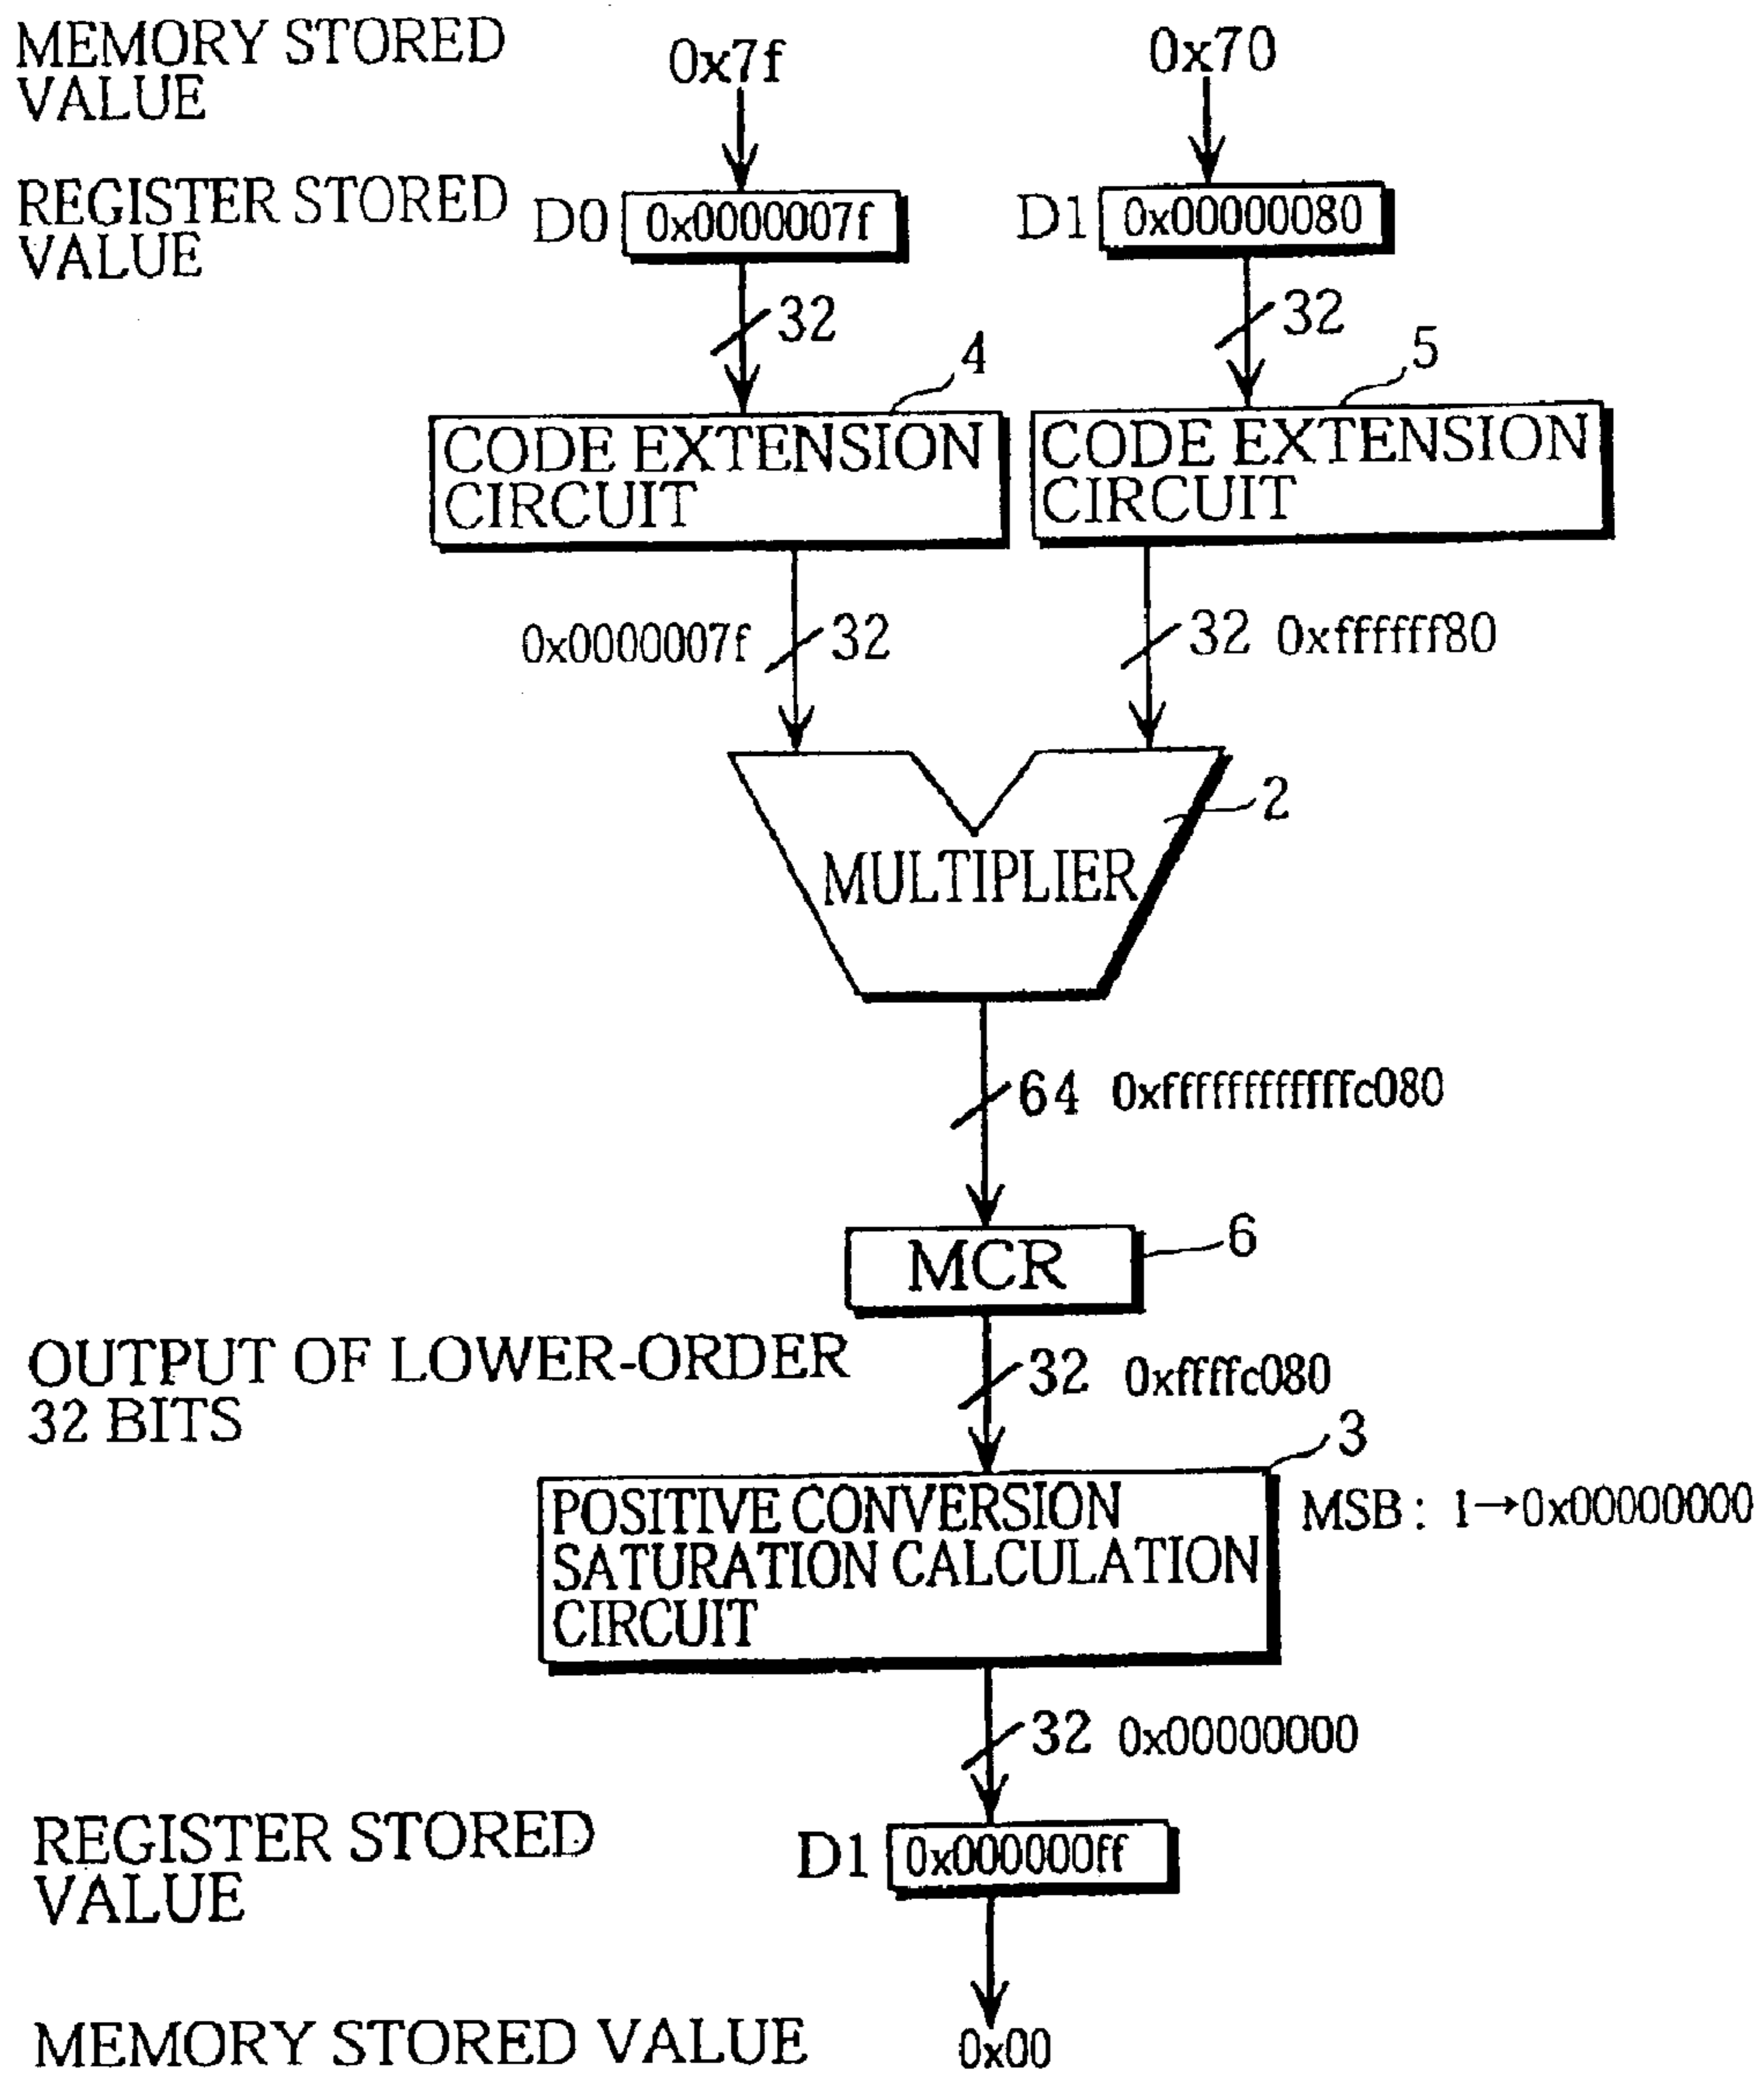 MEMORY STORED
VALUE
0x7f
0x70
REGISTER STORED
VALUE
D0
0x0000007f
D1
0x00000080
32
32
4
5
CODE EXTENSION
CIRCUIT
CODE EXTENSION
CIRCUIT
0x0000007f
32
32
0xffffff80
2
MULTIPLIER
64
0xffffffffffffc080
MCR
6
OUTPUT OF LOWER-ORDER
32 BITS
32
0xffffc080
3
POSITIVE CONVERSION
SATURATION CALCULATION
CIRCUIT
MSB: 1→0x00000000
32
0x00000000
REGISTER STORED
VALUE
D1
0x000000ff
MEMORY STORED VALUE
0x00